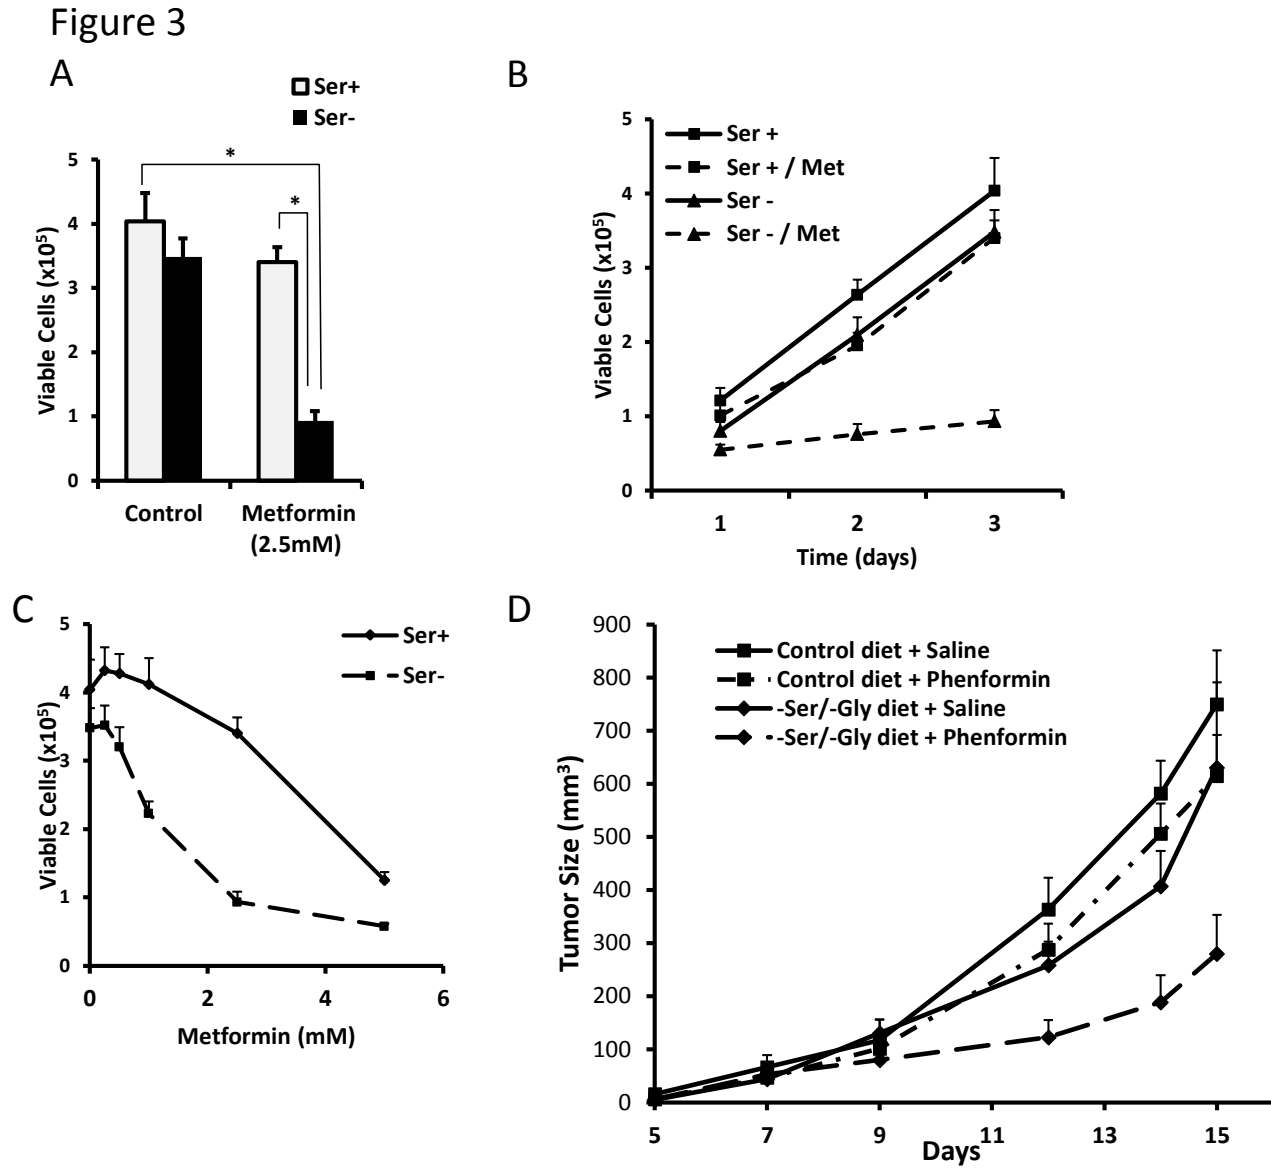 Figure 3
A
Ser+
Ser-
*
*
5
4
3
2
1
0
Viable Cells (x10⁵)
Control
Metformin
(2.5mM)
B
Ser +
Ser + / Met
Ser -
Ser - / Met
5
4
3
2
1
0
Viable Cells (x10⁵)
1 2 3
Time (days)
C
Ser+
Ser-
5
4
3
2
1
0
Viable Cells (x10⁵)
0 2 4 6
Metformin (mM)
D
Control diet + Saline
Control diet + Phenformin
-Ser/-Gly diet + Saline
-Ser/-Gly diet + Phenformin
900
800
700
600
500
400
300
200
100
0
Tumor Size (mm³)
5 7 9 11 13 15
Days